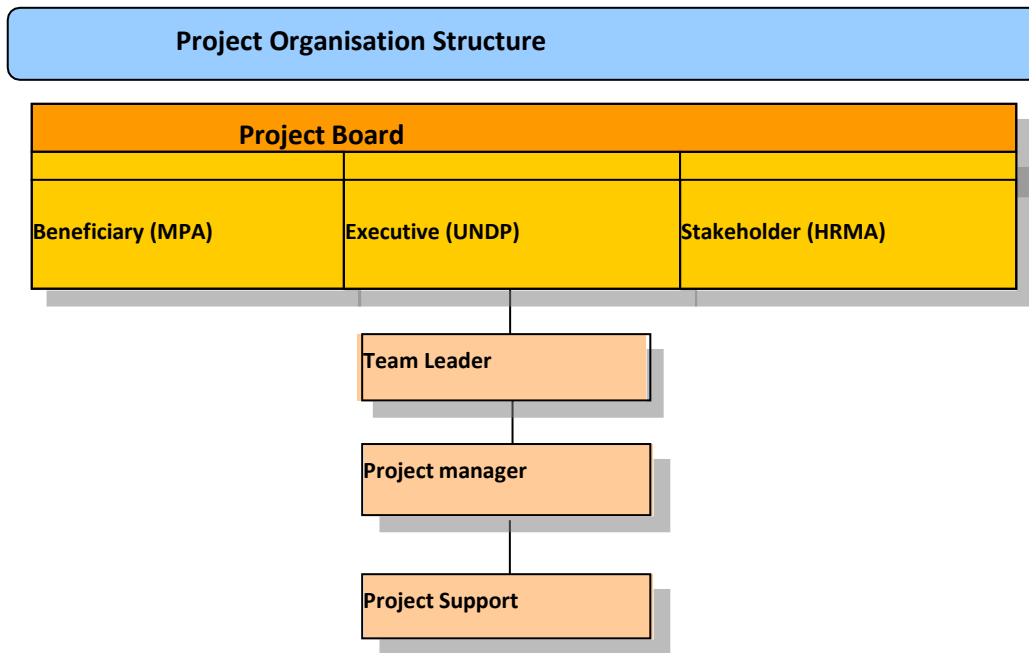 Project Organisation Structure
Project Board
Beneficiary (MPA)
Executive (UNDP)
Stakeholder (HRMA)
Team Leader
Project manager
Project Support